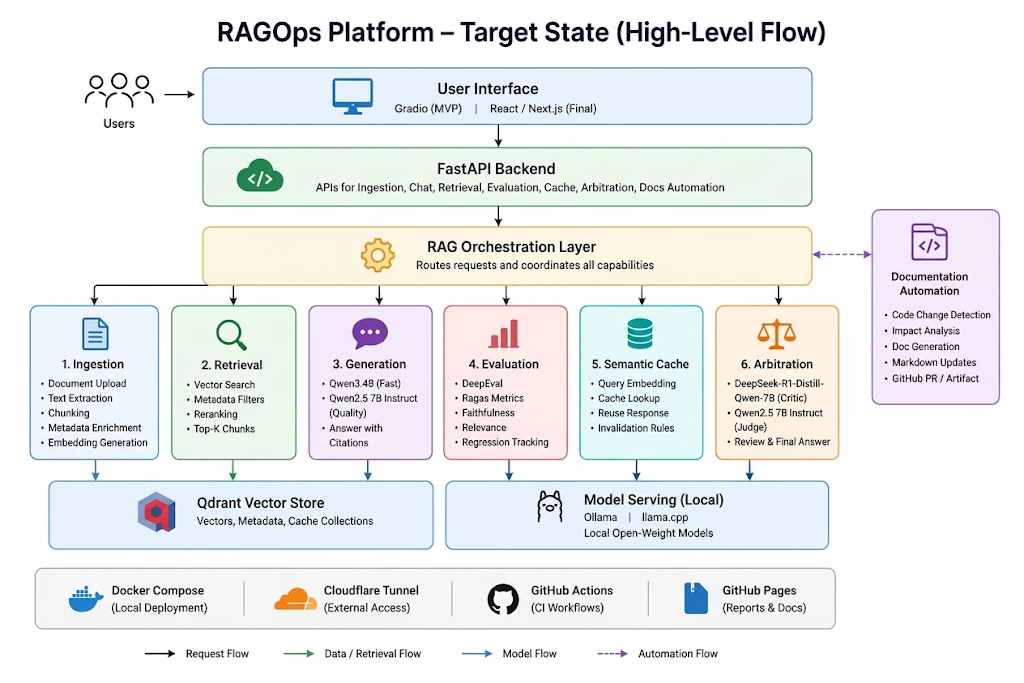 RAGOps Platform – Target State (High-Level Flow)
Users
User Interface
Gradio (MVP) | React / Next.js (Final)
FastAPI Backend
APIs for Ingestion, Chat, Retrieval, Evaluation, Cache, Arbitration, Docs Automation
RAG Orchestration Layer
Routes requests and coordinates all capabilities
Documentation
Automation
• Code Change Detection
• Impact Analysis
• Doc Generation
• Markdown Updates
• GitHub PR / Artifact
1. Ingestion
• Document Upload
• Text Extraction
• Chunking
• Metadata Enrichment
• Embedding Generation
2. Retrieval
• Vector Search
• Metadata Filters
• Reranking
• Top-K Chunks
3. Generation
• Qwen3.48 (Fast)
• Qwen2.5 7B Instruct
(Quality)
• Answer with
Citations
4. Evaluation
• DeepEval
• Ragas Metrics
• Faithfulness
• Relevance
• Regression Tracking
5. Semantic Cache
• Query Embedding
• Cache Lookup
• Reuse Response
• Invalidation Rules
6. Arbitration
• DeepSeek-R1-Distill-
Qwen-7B (Critic)
• Qwen2.5 7B Instruct
(Judge)
• Review & Final Answer
Qdrant Vector Store
Vectors, Metadata, Cache Collections
Model Serving (Local)
Ollama | llama.cpp
Local Open-Weight Models
Docker Compose
(Local Deployment)
Cloudflare Tunnel
(External Access)
GitHub Actions
(CI Workflows)
GitHub Pages
(Reports & Docs)
Request Flow
Data / Retrieval Flow
Model Flow
Automation Flow